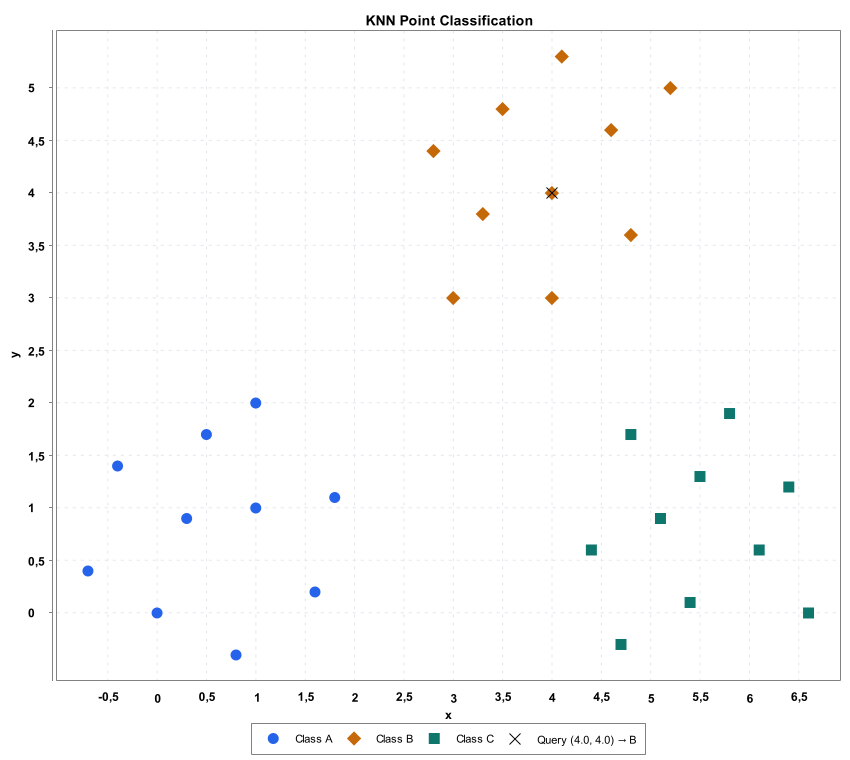 KNN Point Classification
5
4,5
4
3,5
3
2,5
2
1,5
1
0,5
0
y
-0,5 0 0,5 1 1,5 2 2,5 3 3,5 4 4,5 5 5,5 6 6,5
x
Class A Class B Class C Query (4.0, 4.0) → B